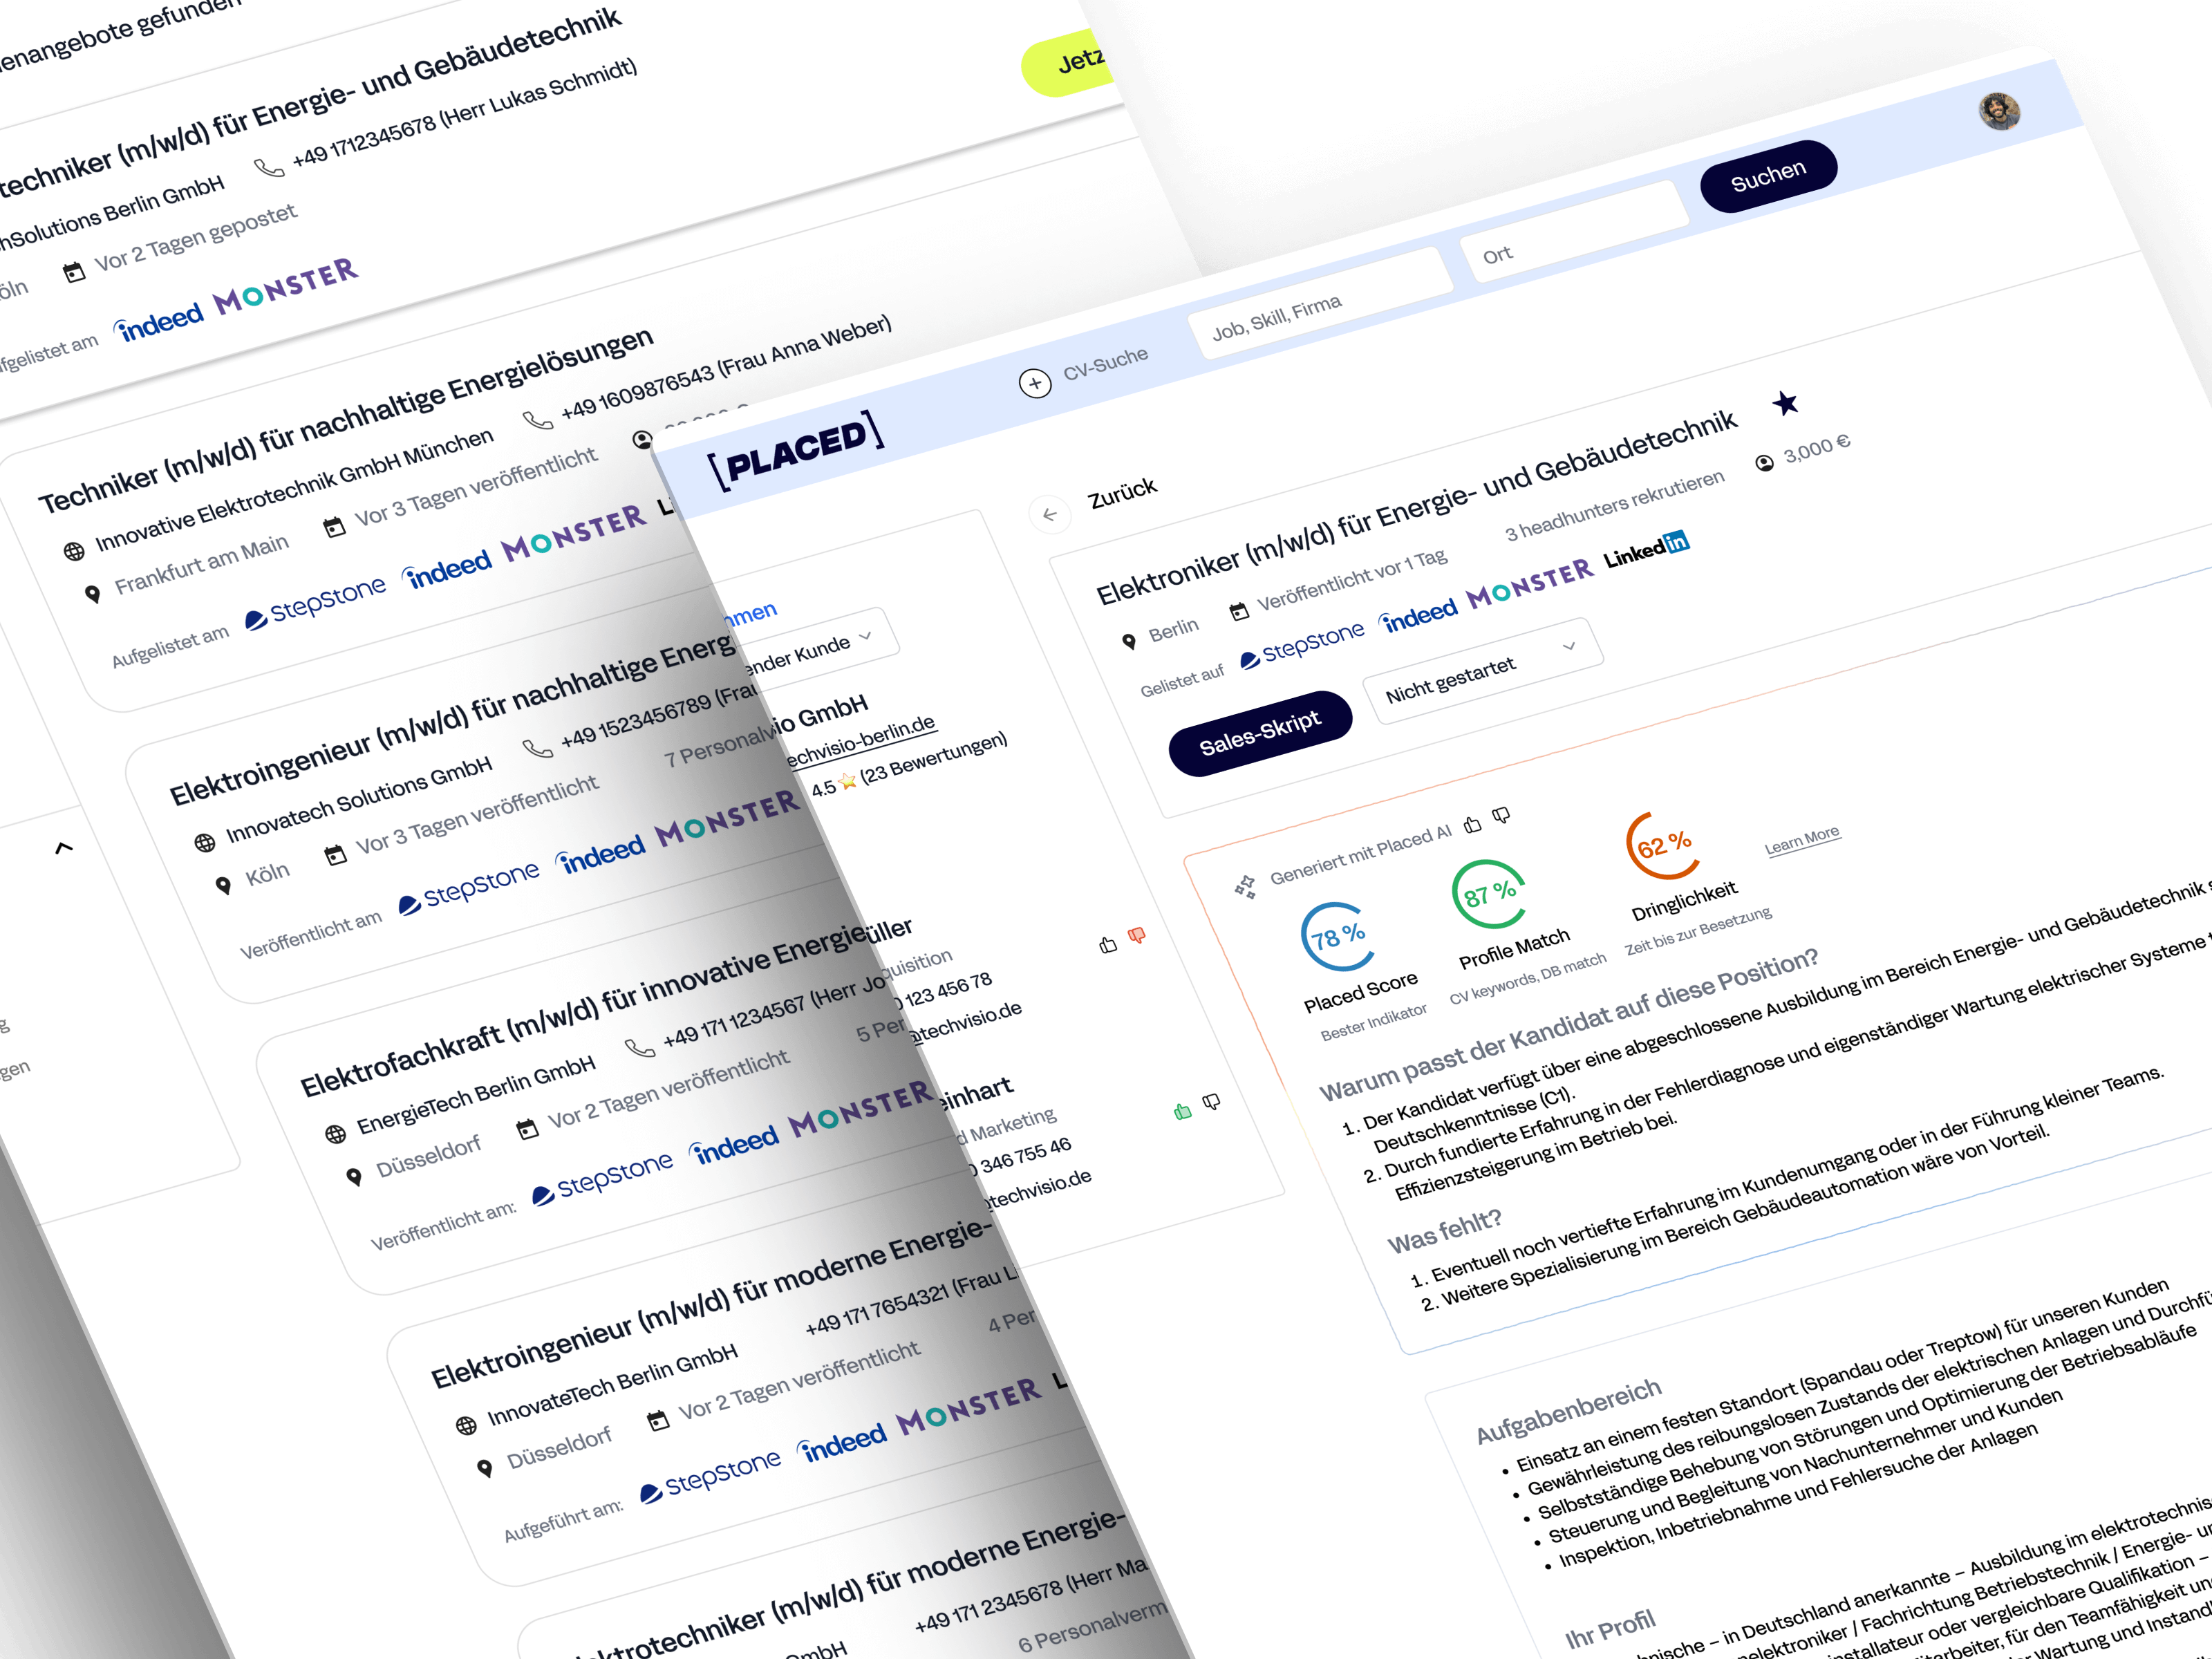 enangebote gefunden
techniker (m/w/d) für Energie- und Gebäudetechnik
hSolutions Berlin GmbH
+49 1712345678 (Herr Lukas Schmidt)
öln
Vor 2 Tagen gepostet
fgelistet am
indeed
MONSTER
Jetz
Techniker (m/w/d) für nachhaltige Energielösungen
Innovative Elektrotechnik GmbH München
+49 1609876543 (Frau Anna Weber)
Frankfurt am Main
Vor 3 Tagen veröffentlicht
Aufgelistet am
StepStone
indeed
MONSTER
Li
Elektroingenieur (m/w/d) für nachhaltige Energ
Innovatech Solutions GmbH
+49 1523456789 (Frau
Köln
Vor 3 Tagen veröffentlicht
7 Personalv
Veröffentlicht am
StepStone
indeed
MONSTER
Elektrofachkraft (m/w/d) für innovative Energie
EnergieTech Berlin GmbH
+49 171 1234567 (Herr Jo
Düsseldorf
Vor 2 Tagen veröffentlicht
5 Per
Veröffentlicht am:
StepStone
indeed
MONSTER
Elektroingenieur (m/w/d) für moderne Energie-
InnovateTech Berlin GmbH
+49 171 7654321 (Frau L
Düsseldorf
Vor 2 Tagen veröffentlicht
4 Per
Aufgeführt am:
StepStone
indeed
MONSTER
L
ektrotechniker (m/w/d) für moderne Energie-
mbH
+49 171 2345678 (Herr Ma
6 Personalverm
g
gen
[PLACED]
CV-Suche
Job, Skill, Firma
Ort
Suchen
hmen
ender Kunde
io GmbH
echvisio-berlin.de
4.5 ⭐ (23 Bewertungen)
üller
quisition
0 123 456 78
@techvisio.de
einhart
d Marketing
0 346 755 46
@techvisio.de
Zurück
Elektroniker (m/w/d) für Energie- und Gebäudetechnik
Berlin
Veröffentlicht vor 1 Tag
3 headhunters rekrutieren
3,000 €
Gelistet auf
StepStone
indeed
MONSTER
LinkedIn
Sales-Skript
Nicht gestartet
Generiert mit Placed AI
78 %
Placed Score
Bester Indikator
87 %
Profile Match
CV keywords, DB match
62 %
Dringlichkeit
Zeit bis zur Besetzung
Learn More
Warum passt der Kandidat auf diese Position?
1. Der Kandidat verfügt über eine abgeschlossene Ausbildung im Bereich Energie- und Gebäudetechnik s
Deutschkenntnisse (C1).
2. Durch fundierte Erfahrung in der Fehlerdiagnose und eigenständiger Wartung elektrischer Systeme t
Effizienzsteigerung im Betrieb bei.
Was fehlt?
1. Eventuell noch vertiefte Erfahrung im Kundenumgang oder in der Führung kleiner Teams.
2. Weitere Spezialisierung im Bereich Gebäudeautomation wäre von Vorteil.
Aufgabenbereich
• Einsatz an einem festen Standort (Spandau oder Treptow) für unseren Kunden
• Gewährleistung des reibungslosen Zustands der elektrischen Anlagen und Durchfü
• Selbstständige Behebung von Störungen und Optimierung der Betriebsabläufe
• Steuerung und Begleitung von Nachunternehmer und Kunden
• Inspektion, Inbetriebnahme und Fehlersuche der Anlagen
Ihr Profil
hnische – in Deutschland anerkannte – Ausbildung im elektrotechnis
nelektroniker / Fachrichtung Betriebstechnik / Energie- u
nstallateur oder vergleichbare Qualifikation –
itarbeiter, für den Teamfähigkeit un
Wartung und Instand